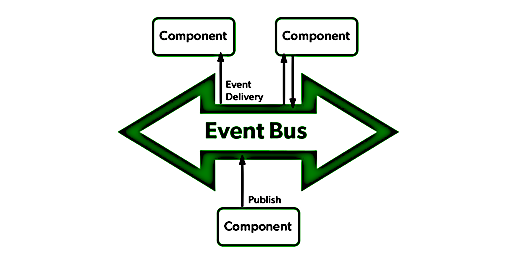 Component
Component
Event
Delivery
Event Bus
Publish
Component